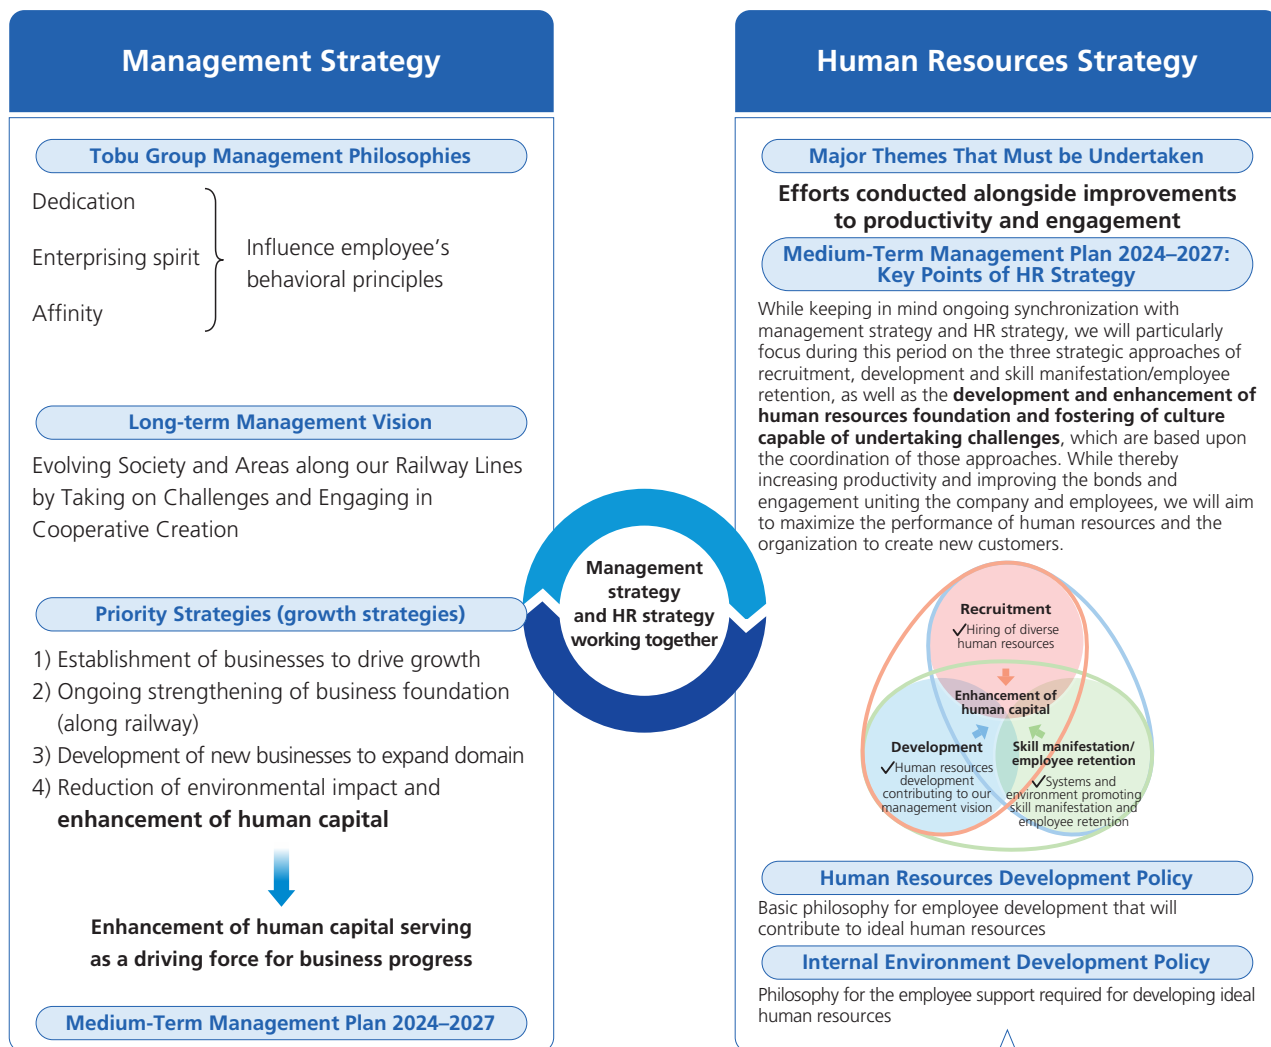 Management Strategy
Tobu Group Management Philosophies
Dedication
Enterprising spirit
Affinity
Influence employee’s
behavioral principles
Long-term Management Vision
Evolving Society and Areas along our Railway Lines
by Taking on Challenges and Engaging in
Cooperative Creation
Priority Strategies (growth strategies)
1) Establishment of businesses to drive growth
2) Ongoing strengthening of business foundation
(along railway)
3) Development of new businesses to expand domain
4) Reduction of environmental impact and
enhancement of human capital
Enhancement of human capital serving
as a driving force for business progress
Medium-Term Management Plan 2024–2027
Management
strategy
and HR strategy
working together
Human Resources Strategy
Major Themes That Must be Undertaken
Efforts conducted alongside improvements
to productivity and engagement
Medium-Term Management Plan 2024–2027:
Key Points of HR Strategy
While keeping in mind ongoing synchronization with
management strategy and HR strategy, we will particularly
focus during this period on the three strategic approaches of
recruitment, development and skill manifestation/employee
retention, as well as the development and enhancement of
human resources foundation and fostering of culture
capable of undertaking challenges, which are based upon
the coordination of those approaches. While thereby
increasing productivity and improving the bonds and
engagement uniting the company and employees, we will aim
to maximize the performance of human resources and the
organization to create new customers.
Recruitment
✓Hiring of diverse
human resources
Enhancement of
human capital
Development
✓Human resources
development
contributing to our
management vision
Skill manifestation/
employee retention
✓Systems and
environment promoting
skill manifestation and
employee retention
Human Resources Development Policy
Basic philosophy for employee development that will
contribute to ideal human resources
Internal Environment Development Policy
Philosophy for the employee support required for developing ideal
human resources